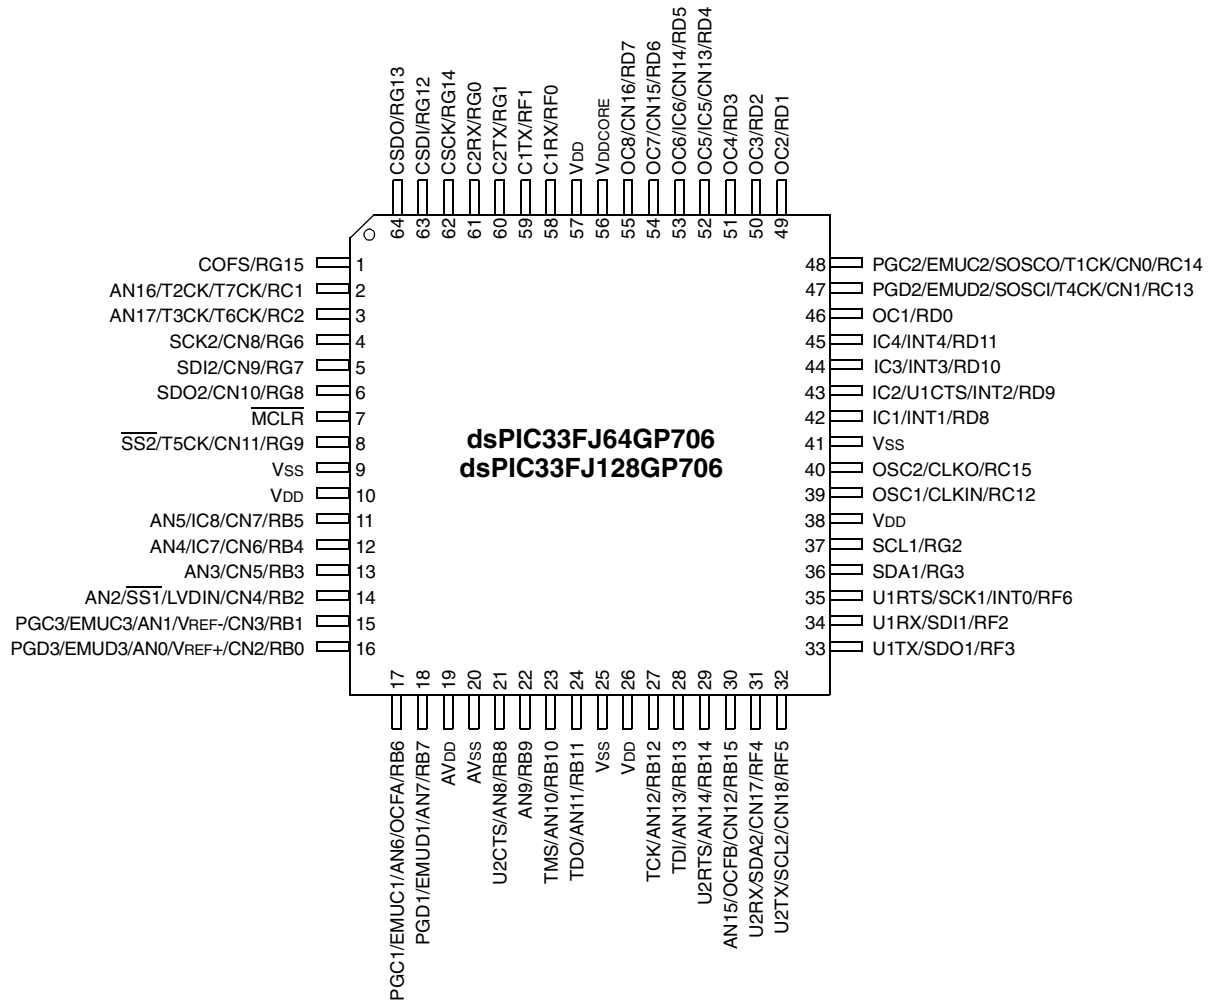 CSDO/RG13
CSDI/RG12
CSCK/RG14
C2RX/RG0
C2TX/RG1
C1TX/RF1
C1RX/RF0
VDD
VDDCORE
OC8/CN16/RD7
OC7/CN15/RD6
OC6/IC6/CN14/RD5
OC5/IC5/CN13/RD4
OC4/RD3
OC3/RD2
OC2/RD1
64 63 62 61 60 59 58 57 56 55 54 53 52 51 50 49
COFS/RG15 1
AN16/T2CK/T7CK/RC1 2
AN17/T3CK/T6CK/RC2 3
SCK2/CN8/RG6 4
SDI2/CN9/RG7 5
SDO2/CN10/RG8 6
MCLR 7
SS2/T5CK/CN11/RG9 8
VSS 9
VDD 10
AN5/IC8/CN7/RB5 11
AN4/IC7/CN6/RB4 12
AN3/CN5/RB3 13
AN2/SS1/LVDIN/CN4/RB2 14
PGC3/EMUC3/AN1/VREF-/CN3/RB1 15
PGD3/EMUD3/AN0/VREF+/CN2/RB0 16
dsPIC33FJ64GP706
dsPIC33FJ128GP706
48 PGC2/EMUC2/SOSCO/T1CK/CN0/RC14
47 PGD2/EMUD2/SOSCI/T4CK/CN1/RC13
46 OC1/RD0
45 IC4/INT4/RD11
44 IC3/INT3/RD10
43 IC2/U1CTS/INT2/RD9
42 IC1/INT1/RD8
41 VSS
40 OSC2/CLKO/RC15
39 OSC1/CLKIN/RC12
38 VDD
37 SCL1/RG2
36 SDA1/RG3
35 U1RTS/SCK1/INT0/RF6
34 U1RX/SDI1/RF2
33 U1TX/SDO1/RF3
17 18 19 20 21 22 23 24 25 26 27 28 29 30 31 32
PGC1/EMUC1/AN6/OCFA/RB6
PGD1/EMUD1/AN7/RB7
AVDD
AVSS
U2CTS/AN8/RB8
AN9/RB9
TMS/AN10/RB10
TDO/AN11/RB11
VSS
VDD
TCK/AN12/RB12
TDI/AN13/RB13
U2RTS/AN14/RB14
AN15/OCFB/CN12/RB15
U2RX/SDA2/CN17/RF4
U2TX/SCL2/CN18/RF5